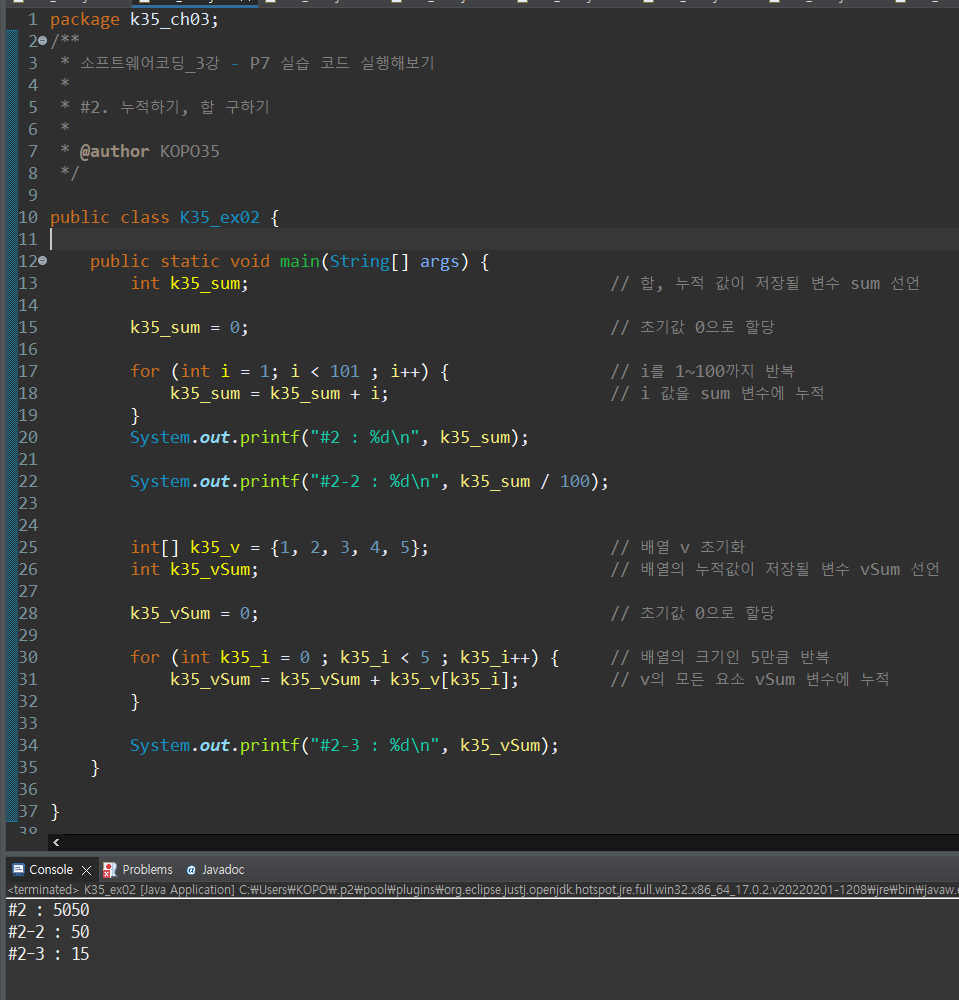 1 package k35_ch03;
2 /**
3 * 소프트웨어코딩_3강 - P7 실습 코드 실행해보기
4 *
5 * #2. 누적하기, 합 구하기
6 *
7 * @author KOPO35
8 */
9
10 public class K35_ex02 {
11
12 public static void main(String[] args) {
13 int k35_sum; // 합, 누적 값이 저장될 변수 sum 선언
14
15 k35_sum = 0; // 초기값 0으로 할당
16
17 for (int i = 1; i < 101 ; i++) { // i를 1~100까지 반복
18 k35_sum = k35_sum + i; // i 값을 sum 변수에 누적
19 }
20 System.out.printf("#2 : %d\n", k35_sum);
21
22 System.out.printf("#2-2 : %d\n", k35_sum / 100);
23
24
25 int[] k35_v = {1, 2, 3, 4, 5}; // 배열 v 초기화
26 int k35_vSum; // 배열의 누적값이 저장될 변수 vSum 선언
27
28 k35_vSum = 0; // 초기값 0으로 할당
29
30 for (int k35_i = 0 ; k35_i < 5 ; k35_i++) { // 배열의 크기인 5만큼 반복
31 k35_vSum = k35_vSum + k35_v[k35_i]; // v의 모든 요소 vSum 변수에 누적
32 }
33
34 System.out.printf("#2-3 : %d\n", k35_vSum);
35 }
36
37 }
38
Console Problems Javadoc
<terminated> K35_ex02 [Java Application] C:₩Users₩KOPO₩.p2₩pool₩plugins₩org.eclipse.justj.openjdk.hotspot.jre.full.win32.x86_64_17.0.2.v20220201-1208₩jre₩bin₩javaw.e
#2 : 5050
#2-2 : 50
#2-3 : 15